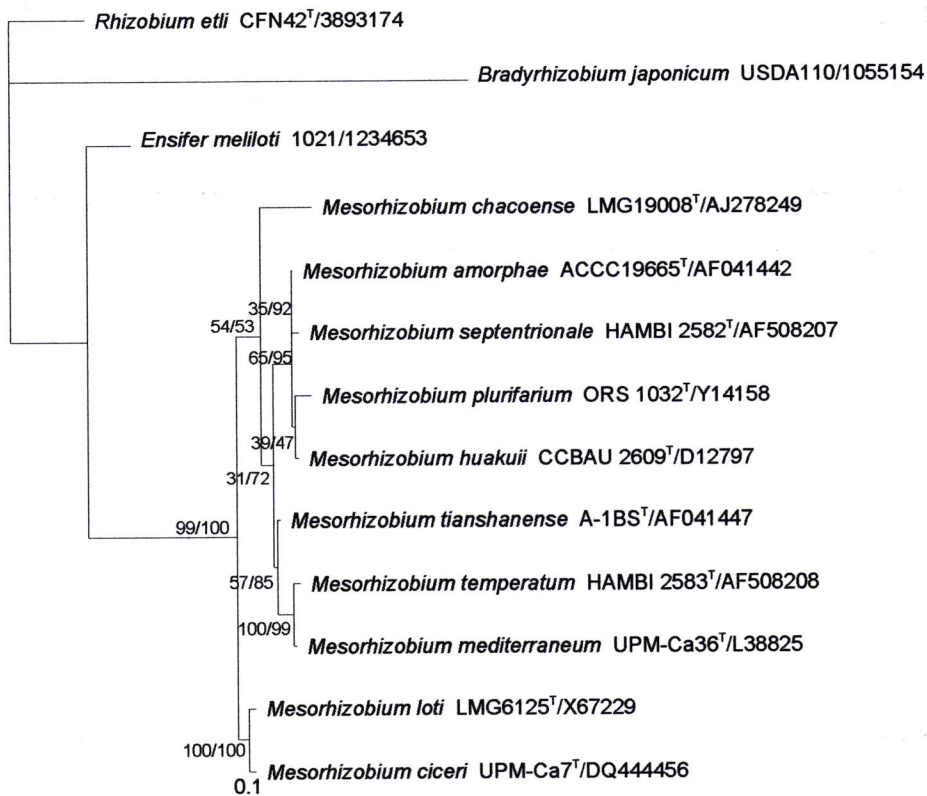 Rhizobium etli CFN42ᵀ/3893174
Bradyrhizobium japonicum USDA110/1055154
Ensifer meliloti 1021/1234653
Mesorhizobium chacoense LMG19008ᵀ/AJ278249
Mesorhizobium amorphae ACCC19665ᵀ/AF041442
35/92
54/53
Mesorhizobium septentrionale HAMBI 2582ᵀ/AF508207
65/95
Mesorhizobium plurifarium ORS 1032ᵀ/Y14158
39/47
Mesorhizobium huakuii CCBAU 2609ᵀ/D12797
31/72
99/100
Mesorhizobium tianshanense A-1BSᵀ/AF041447
57/85
Mesorhizobium temperatum HAMBI 2583ᵀ/AF508208
100/99
Mesorhizobium mediterraneum UPM-Ca36ᵀ/L38825
Mesorhizobium loti LMG6125ᵀ/X67229
100/100
Mesorhizobium ciceri UPM-Ca7ᵀ/DQ444456
0.1